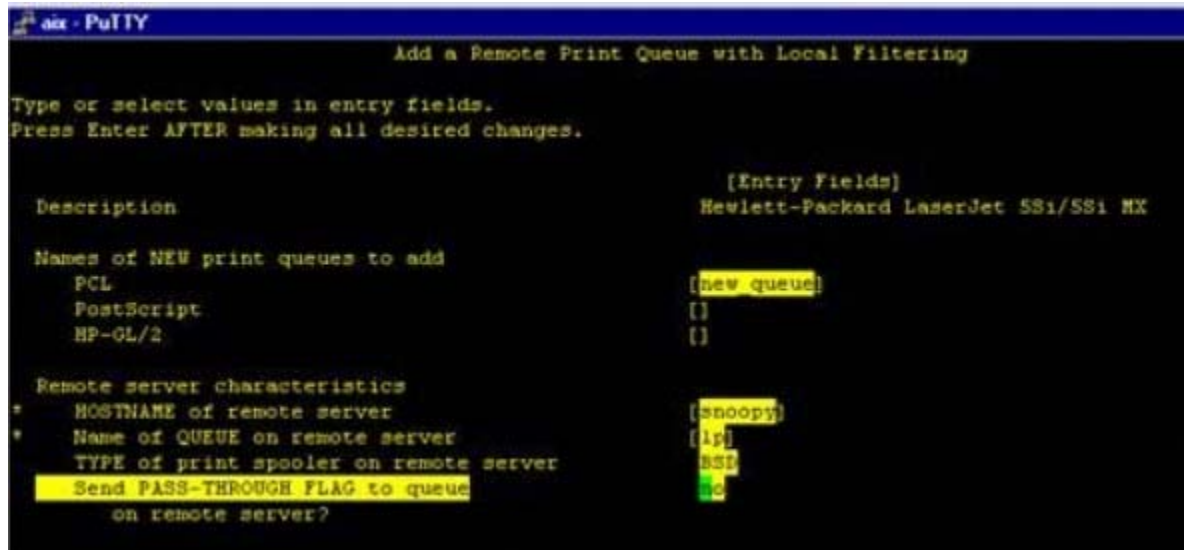 aix - PuTTY
Add a Remote Print Queue with Local Filtering
Type or select values in entry fields.
Press Enter AFTER making all desired changes.
[Entry Fields]
Description Hewlett-Packard LaserJet 5Si/5Si MX
Names of NEW print queues to add
PCL [new_queue]
PostScript []
HP-GL/2 []
Remote server characteristics
* HOSTNAME of remote server [snoopy]
* Name of QUEUE on remote server [lp]
TYPE of print spooler on remote server BSD
Send PASS-THROUGH FLAG to queue no
on remote server?